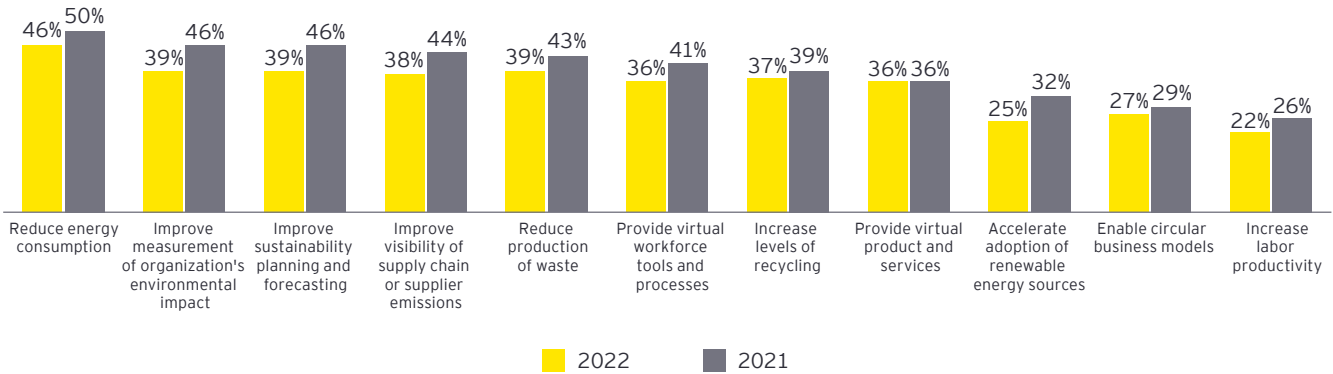 46% 50%
39% 46%
39% 46%
38% 44%
39% 43%
36% 41%
37% 39%
36% 36%
25% 32%
27% 29%
22% 26%
Reduce energy
consumption
Improve
measurement
of organization's
environmental
impact
Improve
sustainability
planning and
forecasting
Improve
visibility of
supply chain
or supplier
emissions
Reduce
production
of waste
Provide virtual
workforce
tools and
processes
Increase
levels of
recycling
Provide virtual
product and
services
Accelerate
adoption of
renewable
energy sources
Enable circular
business models
Increase
labor
productivity
2022
2021